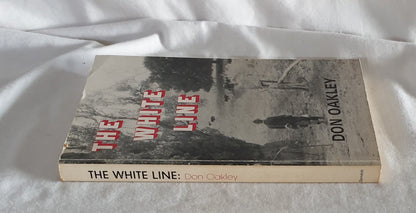 THE
WHITE
LINE
DON OAKLEY
THE WHITE LINE: Don Oakley